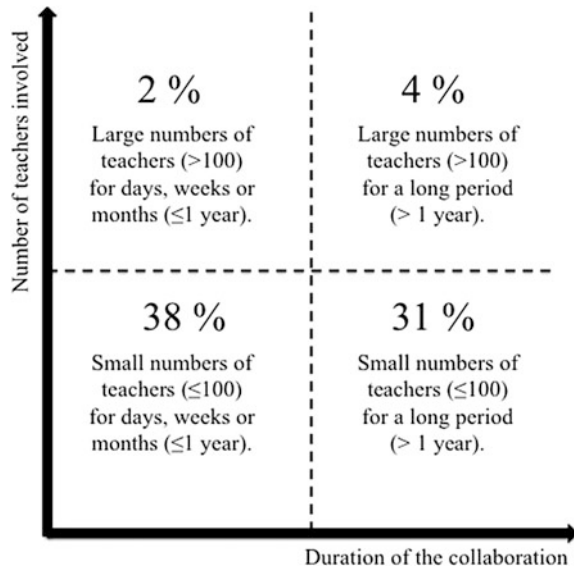 Number of teachers involved
2 %
Large numbers of
teachers (>100)
for days, weeks or
months (≤1 year).
4 %
Large numbers of
teachers (>100)
for a long period
(> 1 year).
38 %
Small numbers of
teachers (≤100)
for days, weeks or
months (≤1 year).
31 %
Small numbers of
teachers (≤100)
for a long period
(> 1 year).
Duration of the collaboration